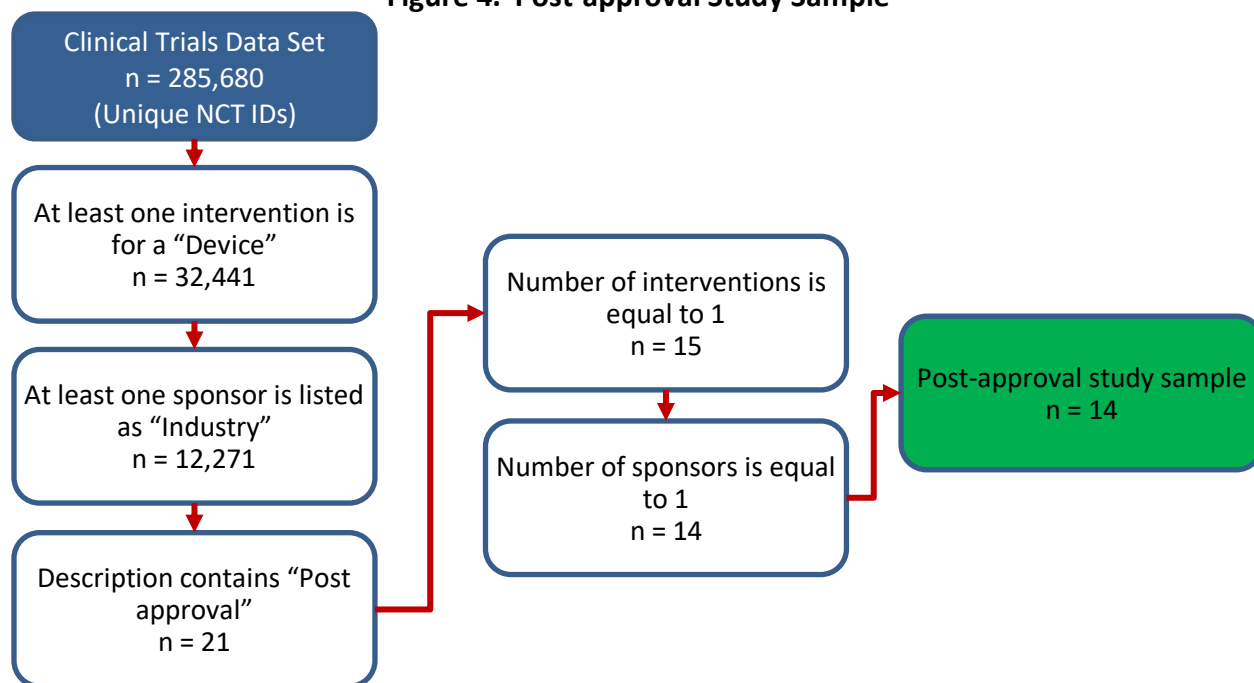 Figure 4. Post-approval Study Sample
Clinical Trials Data Set
n = 285,680
(Unique NCT IDs)
At least one intervention is
for a “Device”
n = 32,441
At least one sponsor is listed
as “Industry”
n = 12,271
Description contains “Post
approval”
n = 21
Number of interventions is
equal to 1
n = 15
Number of sponsors is equal
to 1
n = 14
Post-approval study sample
n = 14